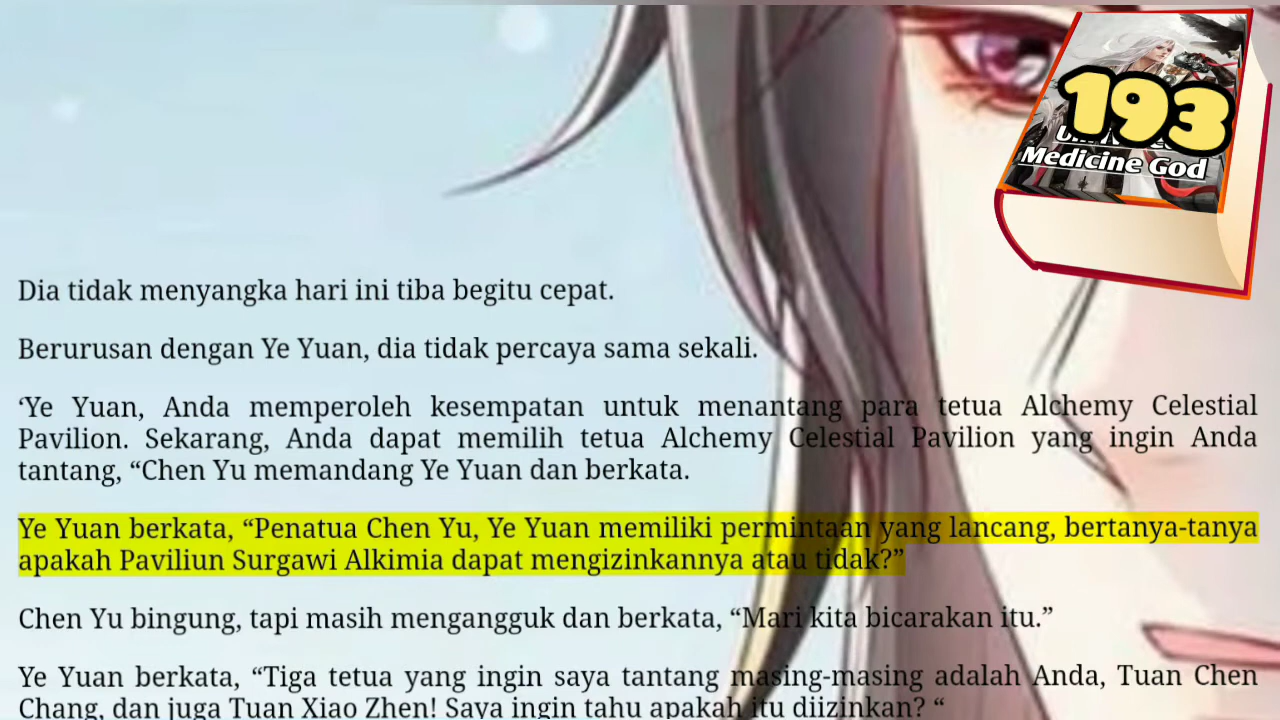 193
Medicine God
Dia tidak menyangka hari ini tiba begitu cepat.
Berurusan dengan Ye Yuan, dia tidak percaya sama sekali.
‘Ye Yuan, Anda memperoleh kesempatan untuk menantang para tetua Alchemy Celestial
Pavilion. Sekarang, Anda dapat memilih tetua Alchemy Celestial Pavilion yang ingin Anda
tantang, “Chen Yu memandang Ye Yuan dan berkata.
Ye Yuan berkata, “Penatua Chen Yu, Ye Yuan memiliki permintaan yang lancang, bertanya-tanya
apakah Paviliun Surgawi Alkimia dapat mengizinkannya atau tidak?”
Chen Yu bingung, tapi masih mengangguk dan berkata, “Mari kita bicarakan itu.”
Ye Yuan berkata, “Tiga tetua yang ingin saya tantang masing-masing adalah Anda, Tuan Chen
Chang, dan juga Tuan Xiao Zhen! Saya ingin tahu apakah itu diizinkan? “